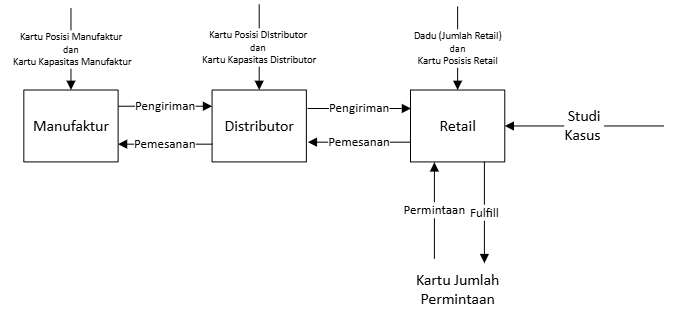 Kartu Posisi Manufaktur
dan
Kartu Kapasitas Manufaktur
Kartu Posisi DIstributor
dan
Kartu Kapasitas Distributor
Dadu (Jumlah Retail)
dan
Kartu Posisis Retail
Manufaktur
Pengiriman
Pemesanan
Distributor
Pengiriman
Pemesanan
Retail
Studi
Kasus
Permintaan
Fulfill
Kartu Jumlah
Permintaan